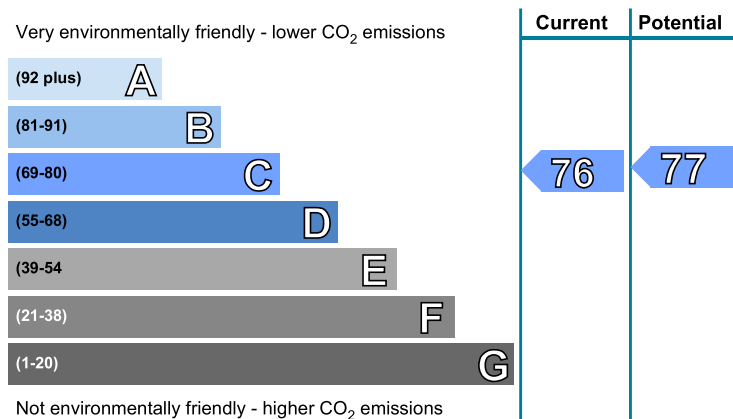 Very environmentally friendly - lower CO₂ emissions
Current
Potential
(92 plus) A
(81-91) B
(69-80) C
76
77
(55-68) D
(39-54 E
(21-38) F
(1-20) G
Not environmentally friendly - higher CO₂ emissions